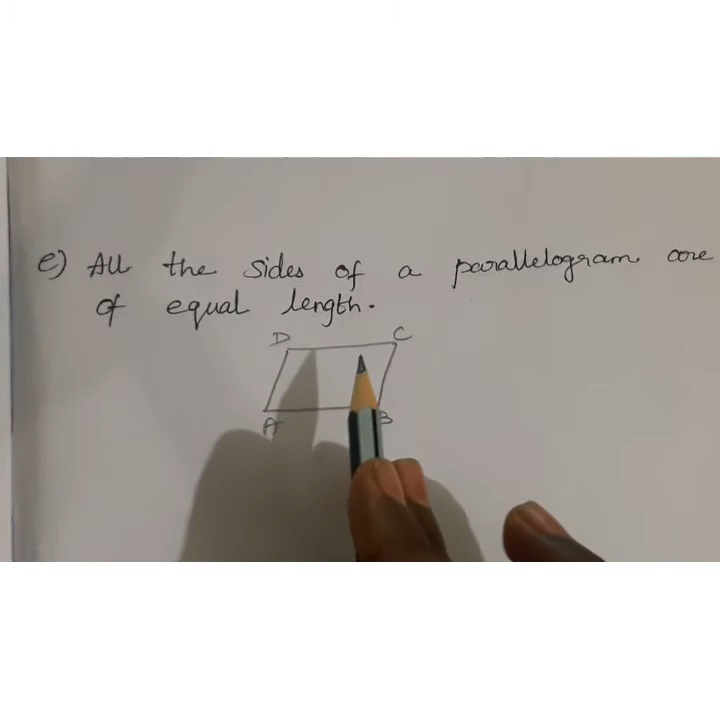 e) All the sides of a parallelogram are
of equal length.
D C
A B